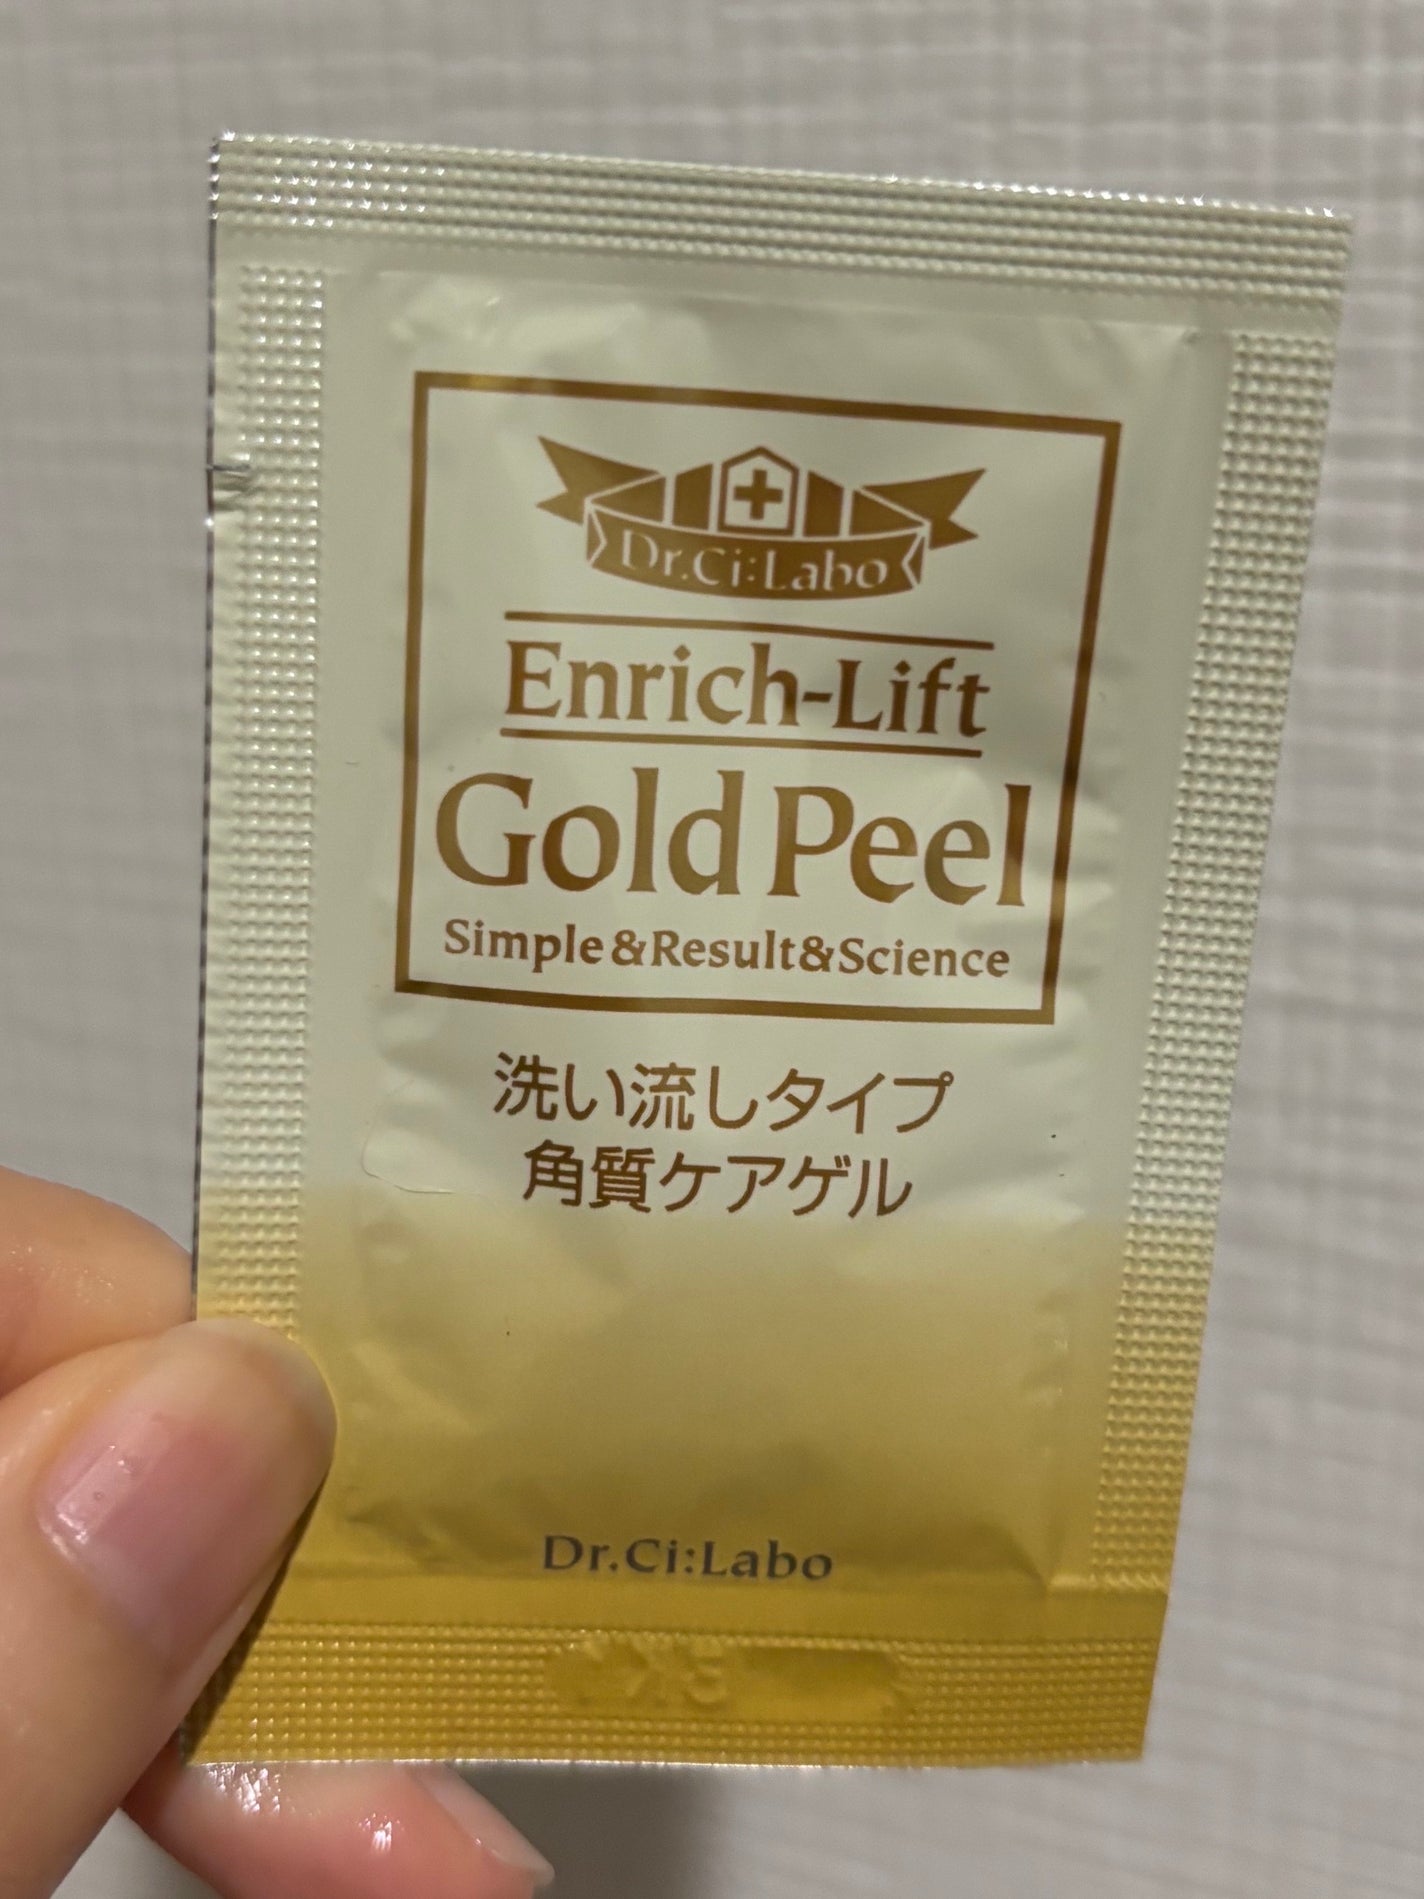 Dr.Ci:Labo
Enrich-Lift
Gold Peel
Simple&Result&Science
洗い流しタイプ
角質ケアゲル
Dr.Ci:Labo